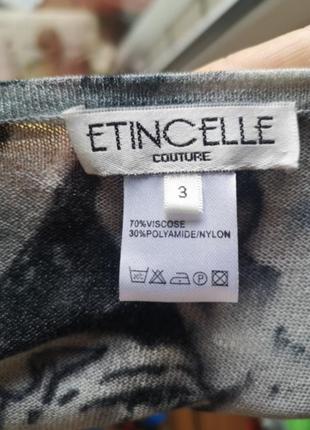 ETINCELLE
COUTURE
3
70%VISCOSE
30%POLYAMIDE/NYLON
P